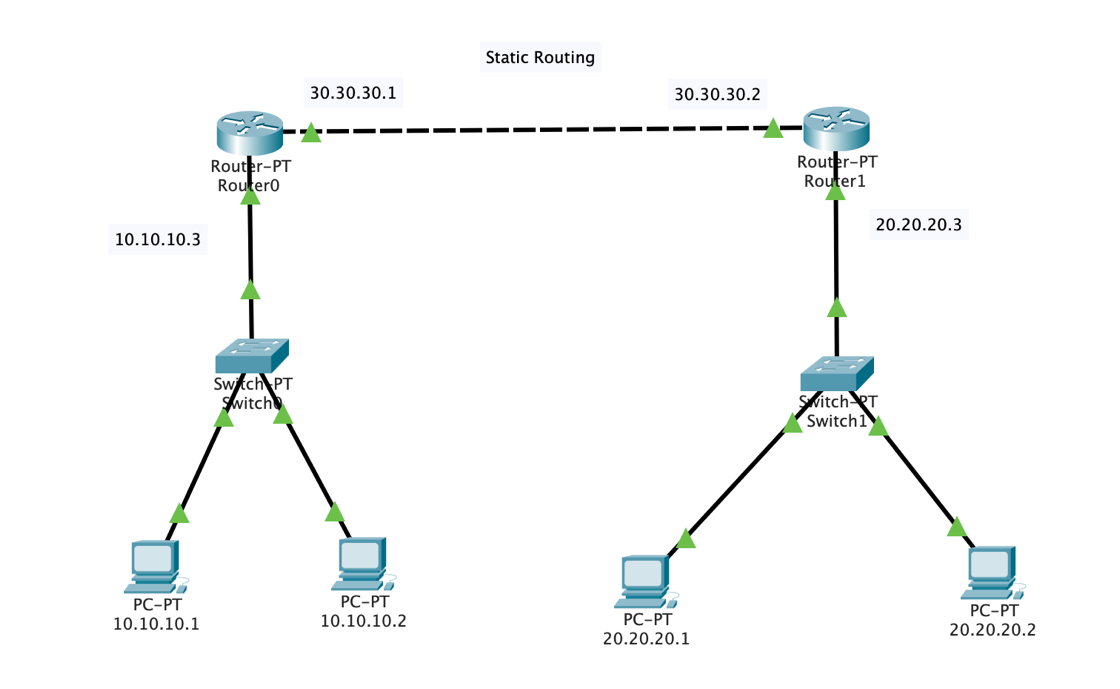 Static Routing
30.30.30.1
30.30.30.2
Router-PT
Router0
Router-PT
Router1
10.10.10.3
20.20.20.3
Switch-PT
Switch0
Switch-PT
Switch1
PC-PT
10.10.10.1
PC-PT
10.10.10.2
PC-PT
20.20.20.1
PC-PT
20.20.20.2